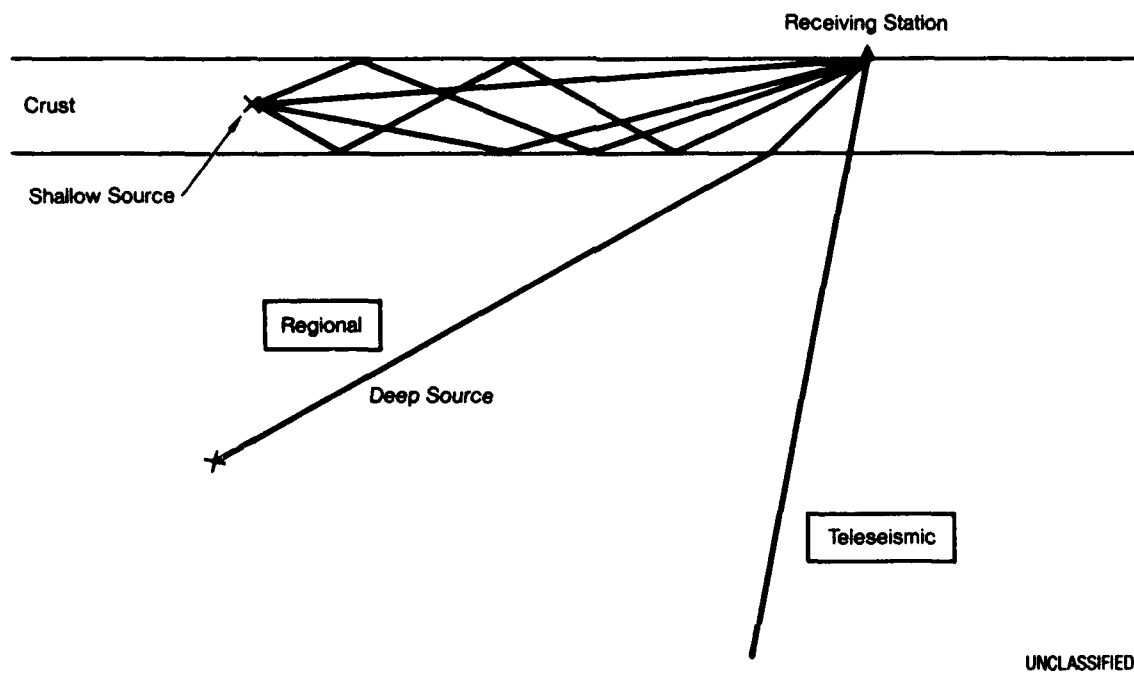 Receiving Station
Crust
Shallow Source
Regional
Deep Source
Teleseismic
UNCLASSIFIED